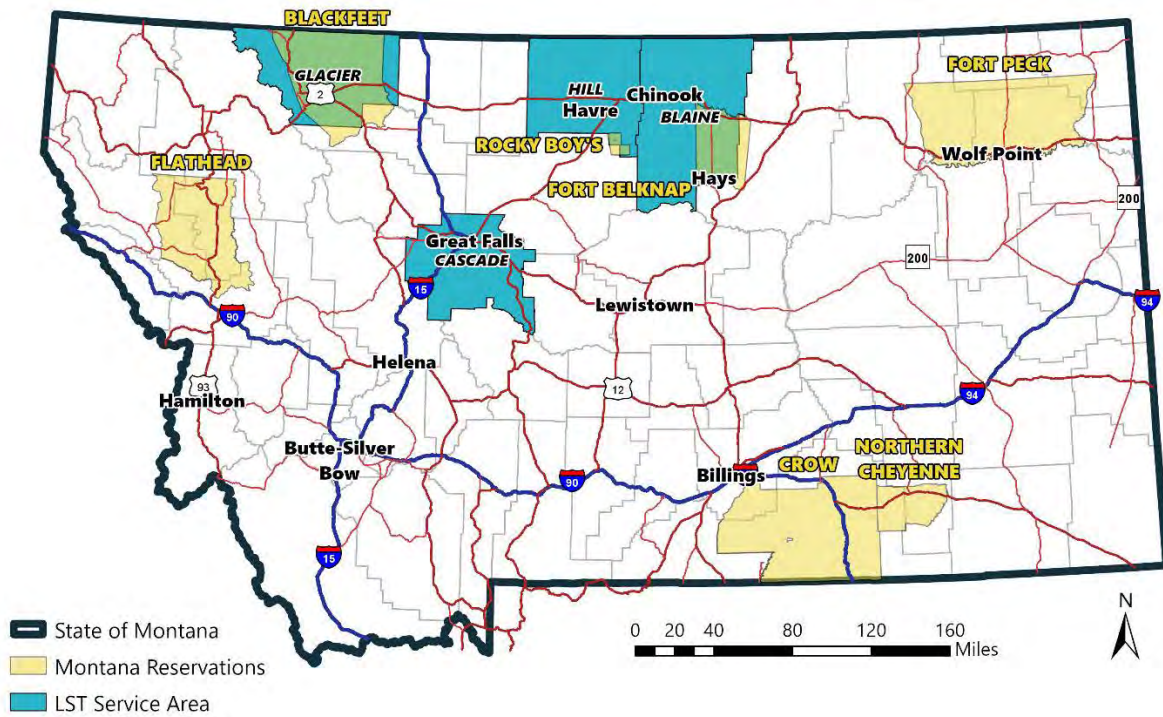 BLACKFEET
GLACIER
2
HILL
Havre
Chinook
BLAINE
FORT PECK
ROCKY BOY'S
Wolf Point
FLATHEAD
FORT BELKNAP
Hays
200
Great Falls
CASCADE
200
15
Lewistown
94
90
Helena
93
12
94
Hamilton
Butte-Silver
Bow
NORTHERN
CHEYENNE
CROW
Billings
90
15
N
State of Montana
Montana Reservations
LST Service Area
0 20 40 80 120 160
Miles